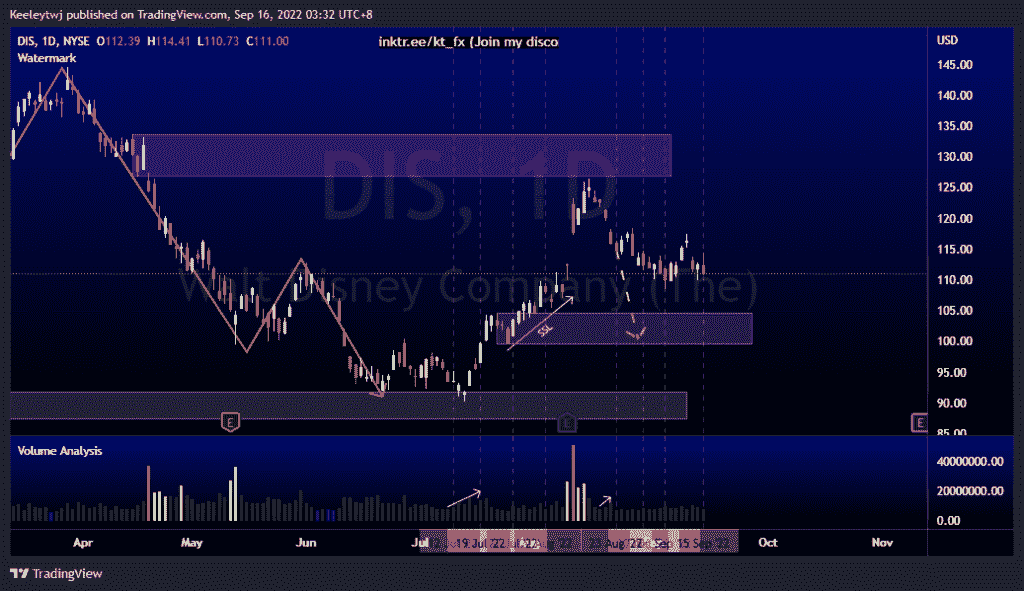 Keeleytwj published on TradingView.com, Sep 16, 2022 03:32 UTC+8
DIS, 1D, NYSE O112.39 H114.41 L110.73 C111.00
inktr.ee/kt_fx (Join my disco
USD
Watermark
145.00
140.00
135.00
130.00
125.00
120.00
115.00
110.00
105.00
100.00
95.00
90.00
85.00
DIS, 1D
Walt Disney Company (The)
SSL
E
E
E
Volume Analysis
40000000.00
20000000.00
0.00
Apr May Jun Jul 19 Jul '22 Aug '22 Sep 15 Sep Oct Nov
TradingView